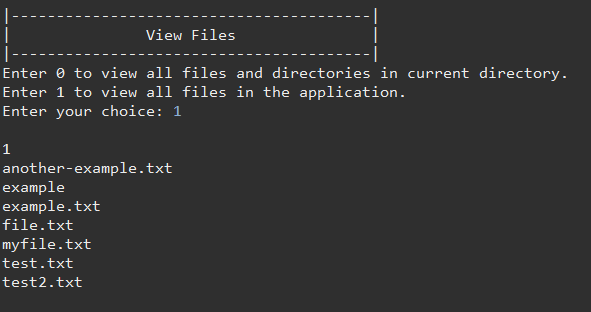 |----------------------------------------|
|               View Files               |
|----------------------------------------|
Enter 0 to view all files and directories in current directory.
Enter 1 to view all files in the application.
Enter your choice: 1

1
another-example.txt
example
example.txt
file.txt
myfile.txt
test.txt
test2.txt